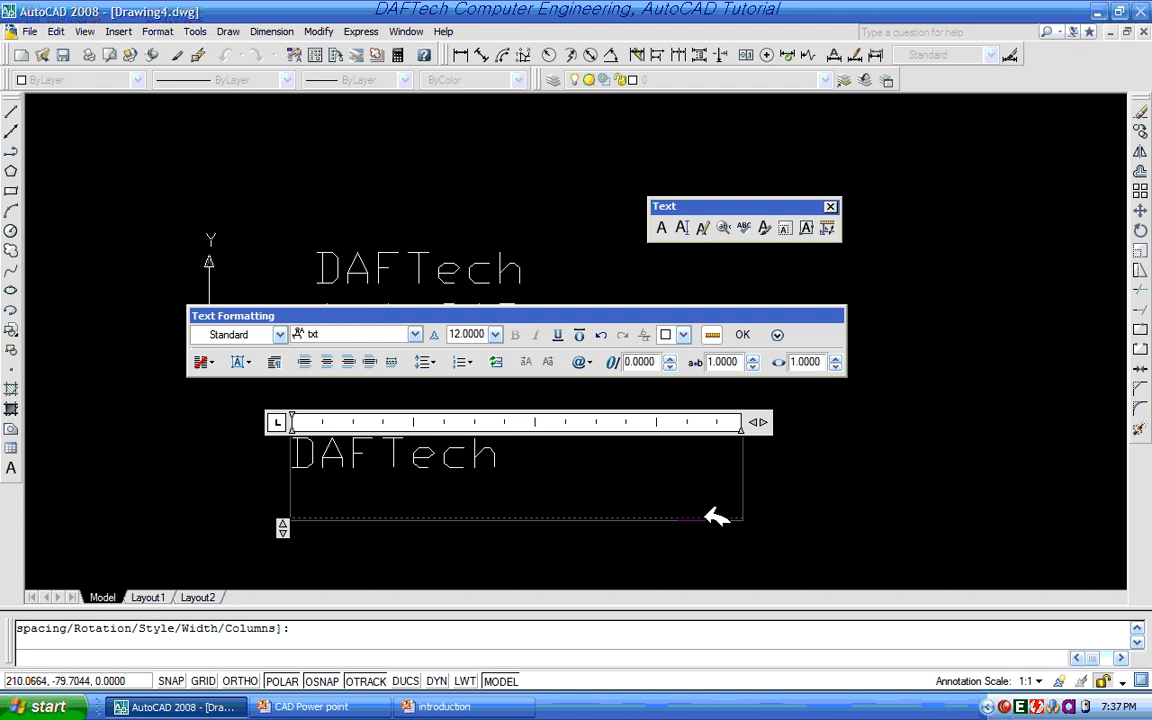 DAFTech Computer Engineering, AutoCAD Tutorial
AutoCAD 2008 - [Drawing4.dwg]
File Edit View Insert Format Tools Draw Dimension Modify Express Window Help
Type a question for help
Standard
ByLayer ByLayer ByLayer ByColor 0
Text
Y
DAFTech
Text Formatting
Standard txt 12.0000 B I U O OK
@ 0/ 0.0000 a•b 1.0000 1.0000
L
DAFTech
Model Layout1 Layout2
spacing/Rotation/Style/Width/Columns]:
210.0664, -79.7044, 0.0000 SNAP GRID ORTHO POLAR OSNAP OTRACK DUCS DYN LWT MODEL Annotation Scale: 1:1
start AutoCAD 2008 - [Dra... CAD Power point introduction 7:37 PM